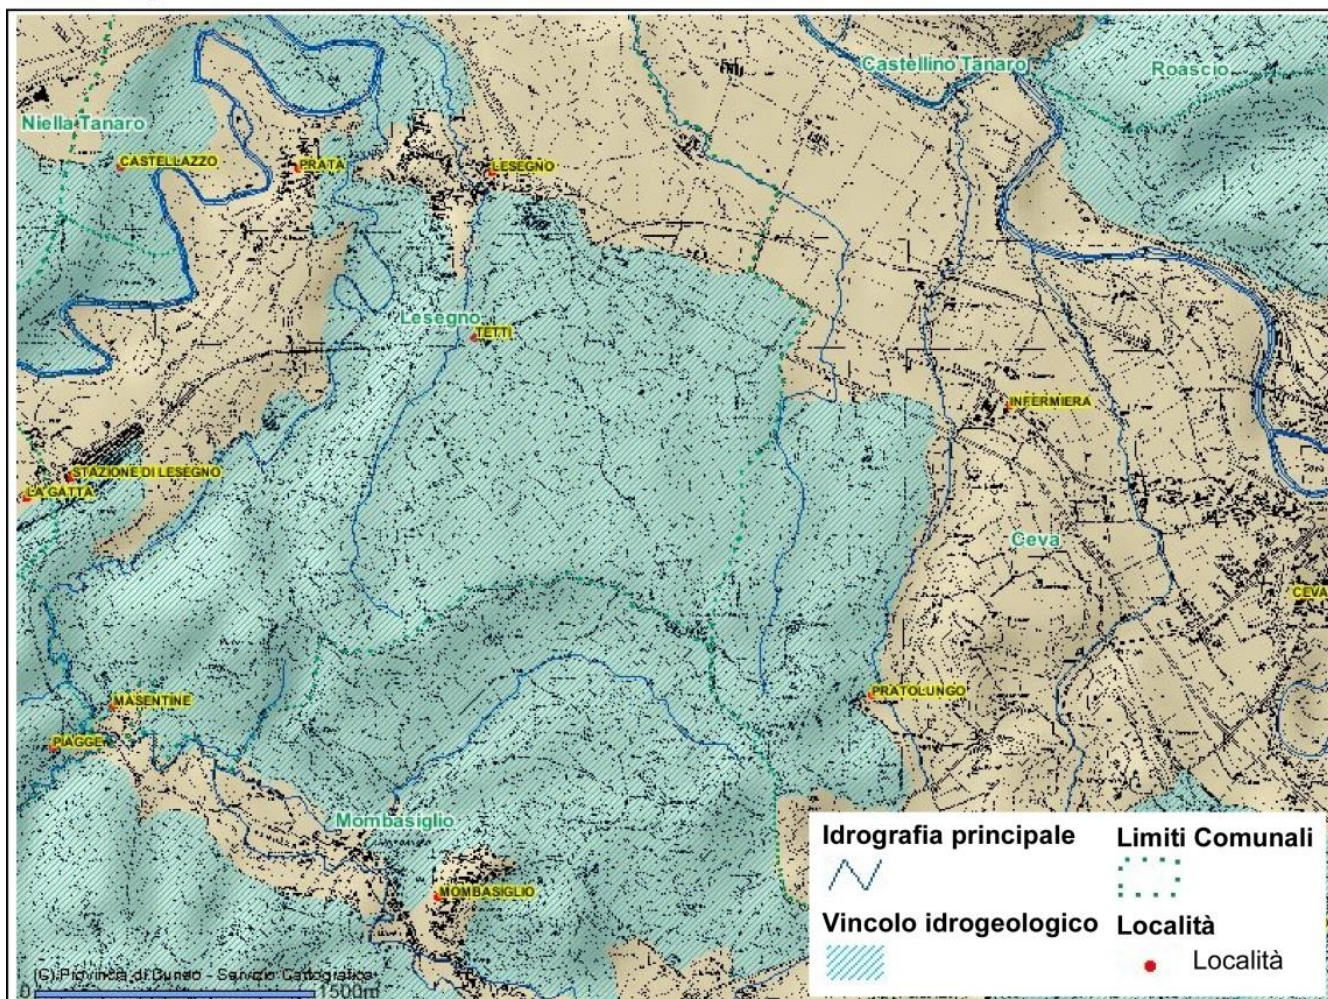 Castellino Tanaro
Roascio
Niella Tanaro
CASTELLAZZO
PRATA
LESEGNO
Lesegno
TETTI
INFERMIERA
STAZIONE DI LESEGNO
LA GATTA
Ceva
CEVA
MASENTINE
PRATOLUNGO
PIAGGE
Mombasiglio
MOMBASIGLIO
Idrografia principale
Limiti Comunali
Vincolo idrogeologico
Località
Località
(C) Provincia di Cuneo - Servizio Cartografico
0 1500m